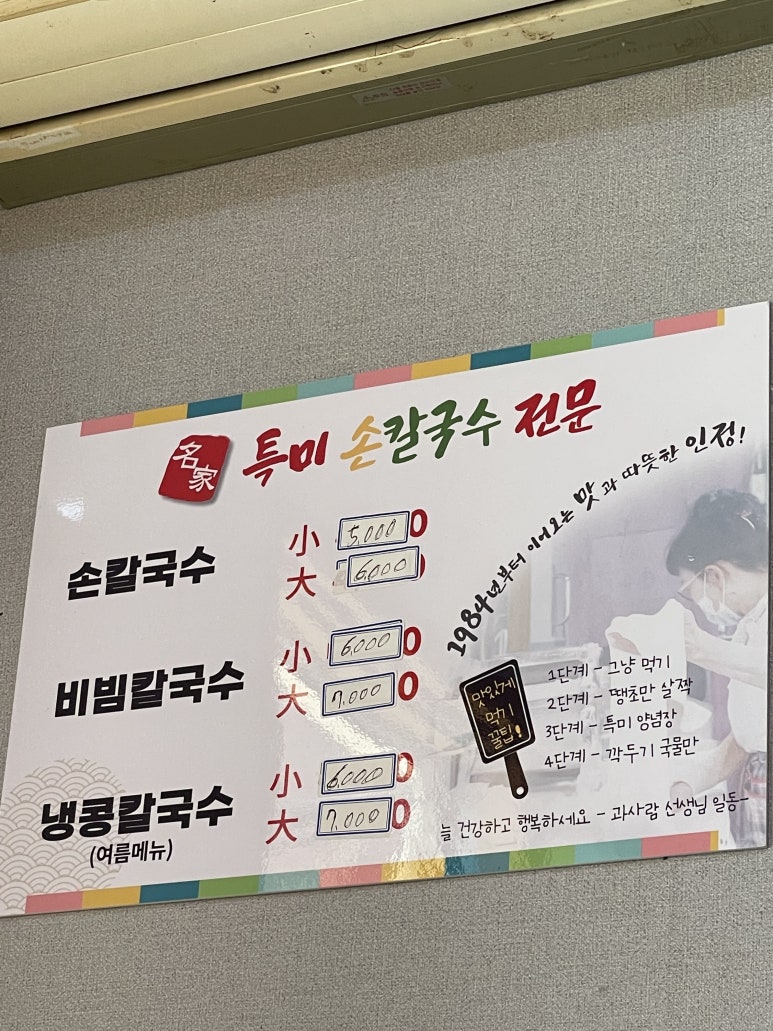 名家 특미 손칼국수 전문
손칼국수
小 5,000
大 6,000
비빔칼국수
小 6,000
大 7,000
냉콩칼국수
(여름메뉴)
小 6,000
大 7,000
1984년부터 이어오는 맛과 따뜻한 인정!
맛있게
먹기
꿀팁!
1단계 - 그냥 먹기
2단계 - 땡초만 살짝
3단계 - 특미 양념장
4단계 - 깍두기 국물만
늘 건강하고 행복하세요 - 과사람 선생님 일동-